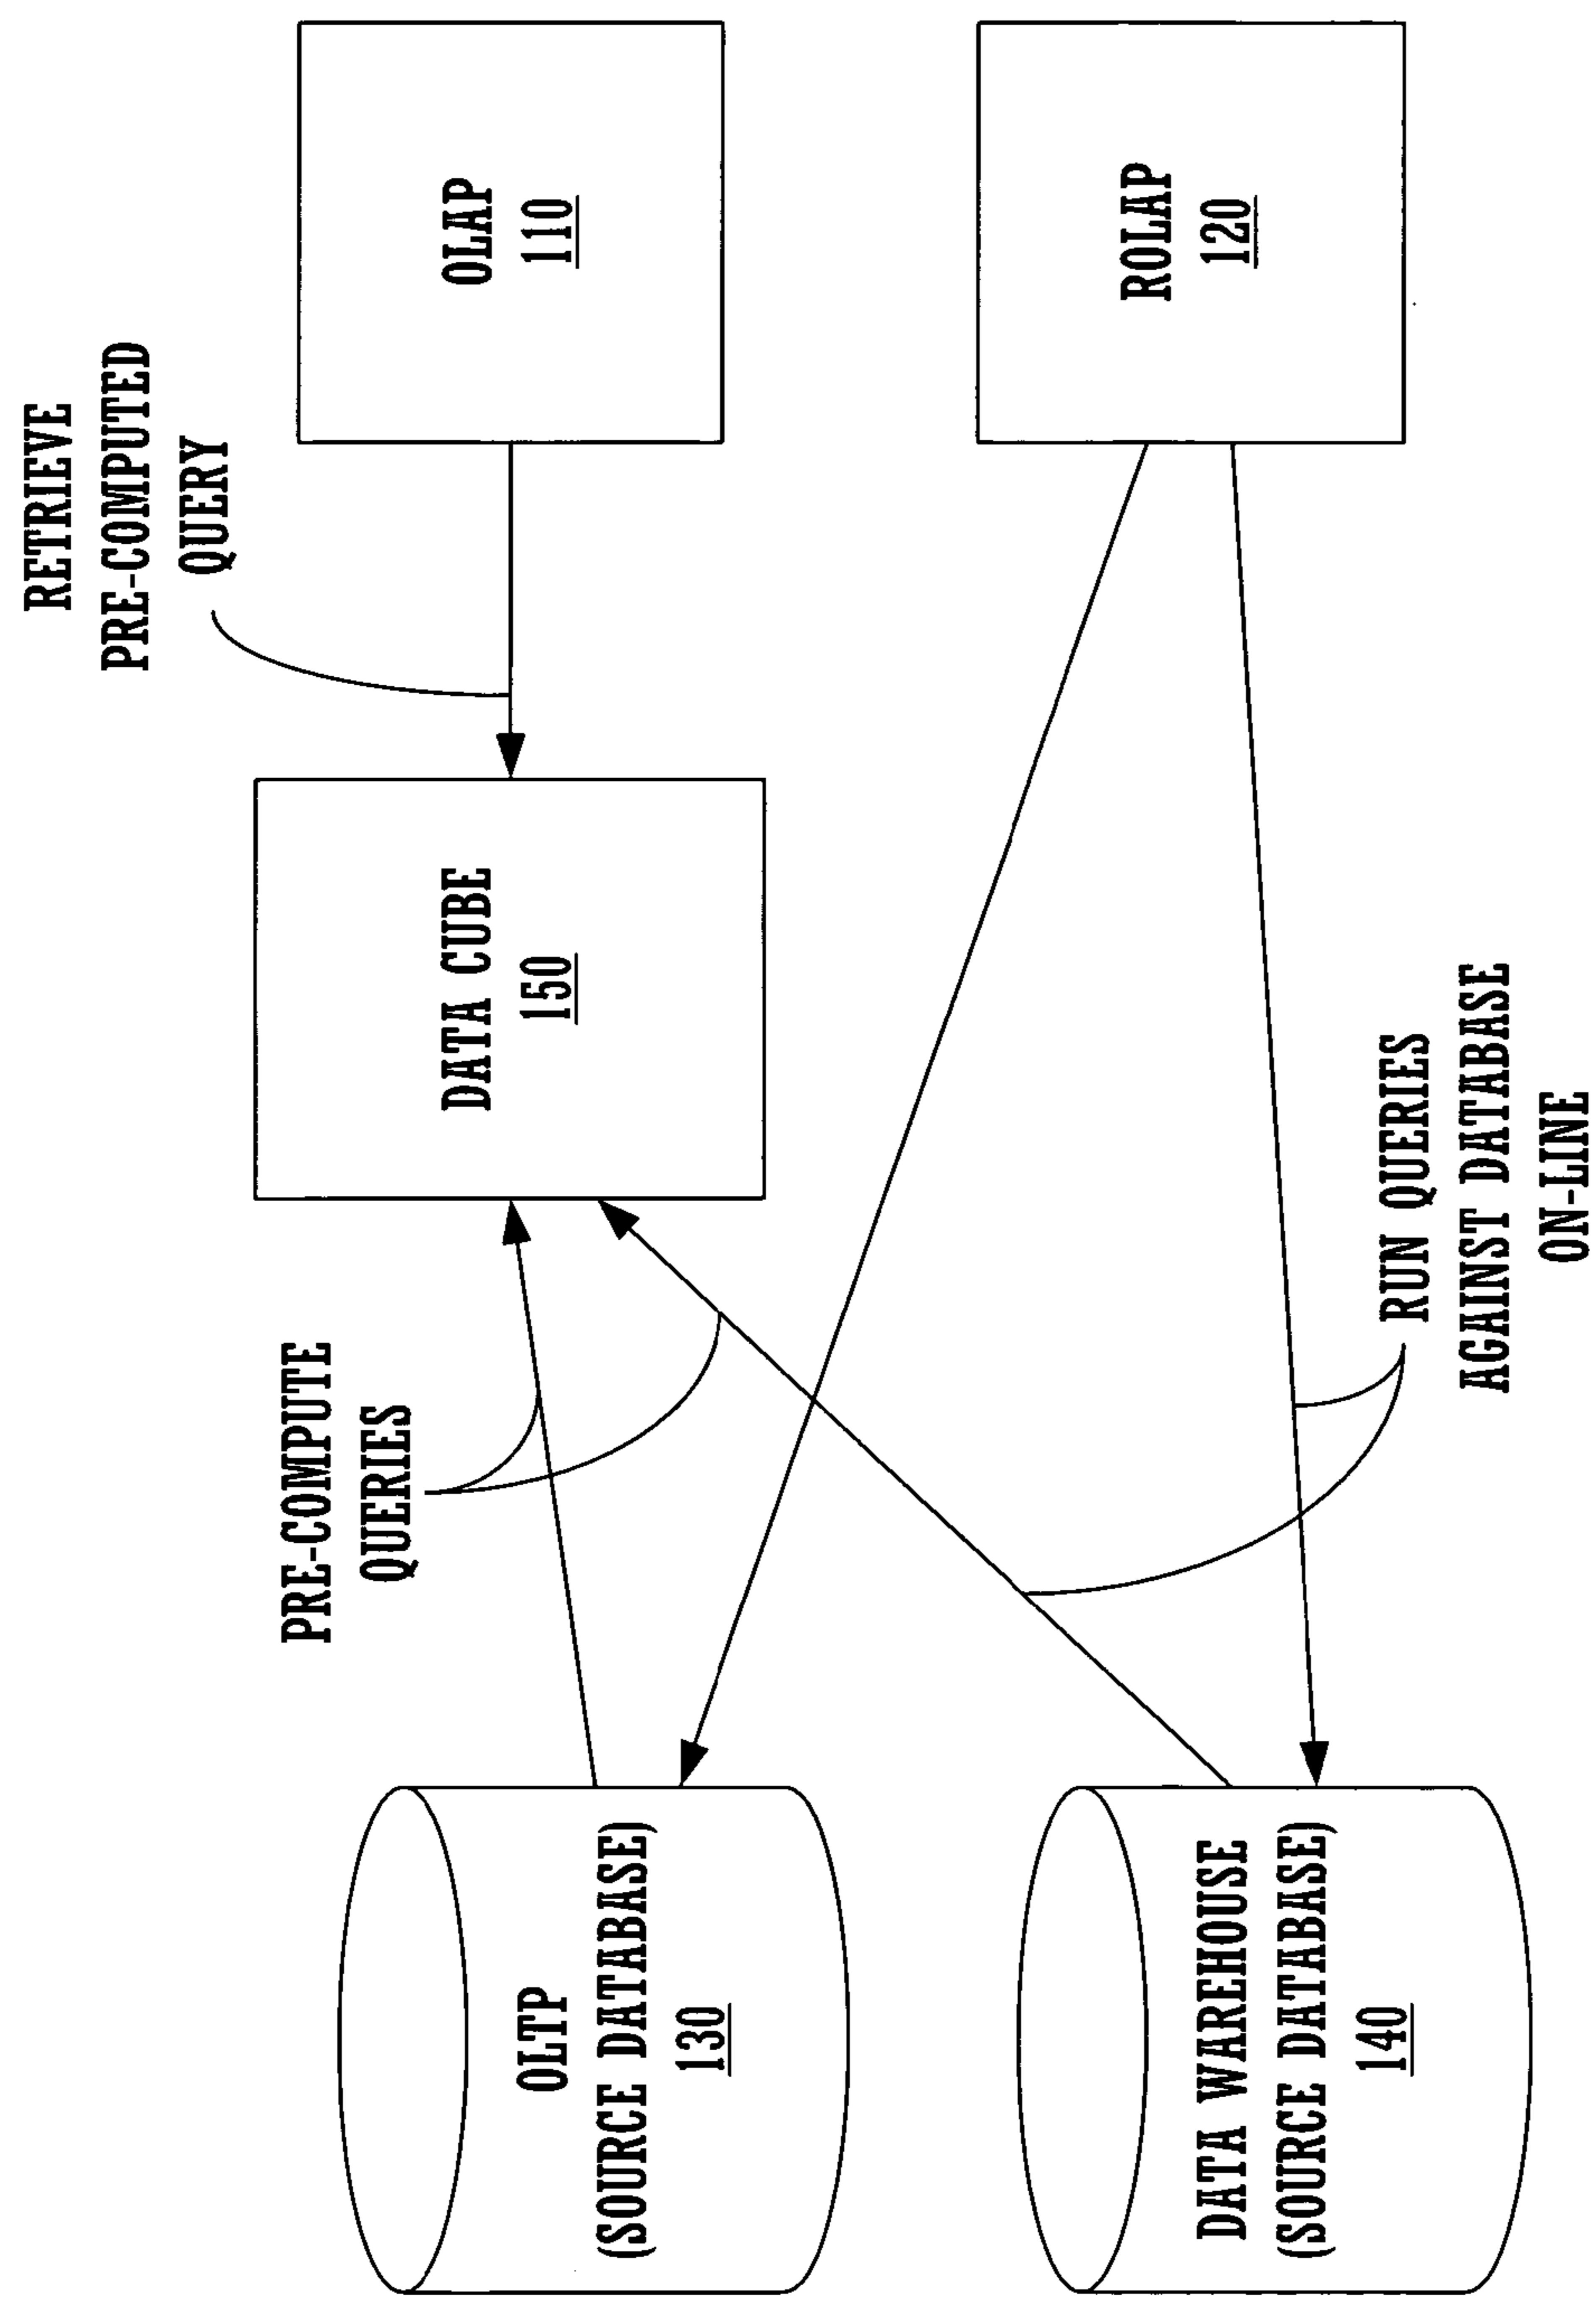 RETRIEVE
PRE-COMPUTED
QUERY
OLAP
110
DATA CUBE
150
PRE-COMPUTE
QUERIES
OLTP
(SOURCE DATABASE)
130
ROLAP
120
RUN QUERIES
AGAINST DATABASE
ON-LINE
DATA WAREHOUSE
(SOURCE DATABASE)
140